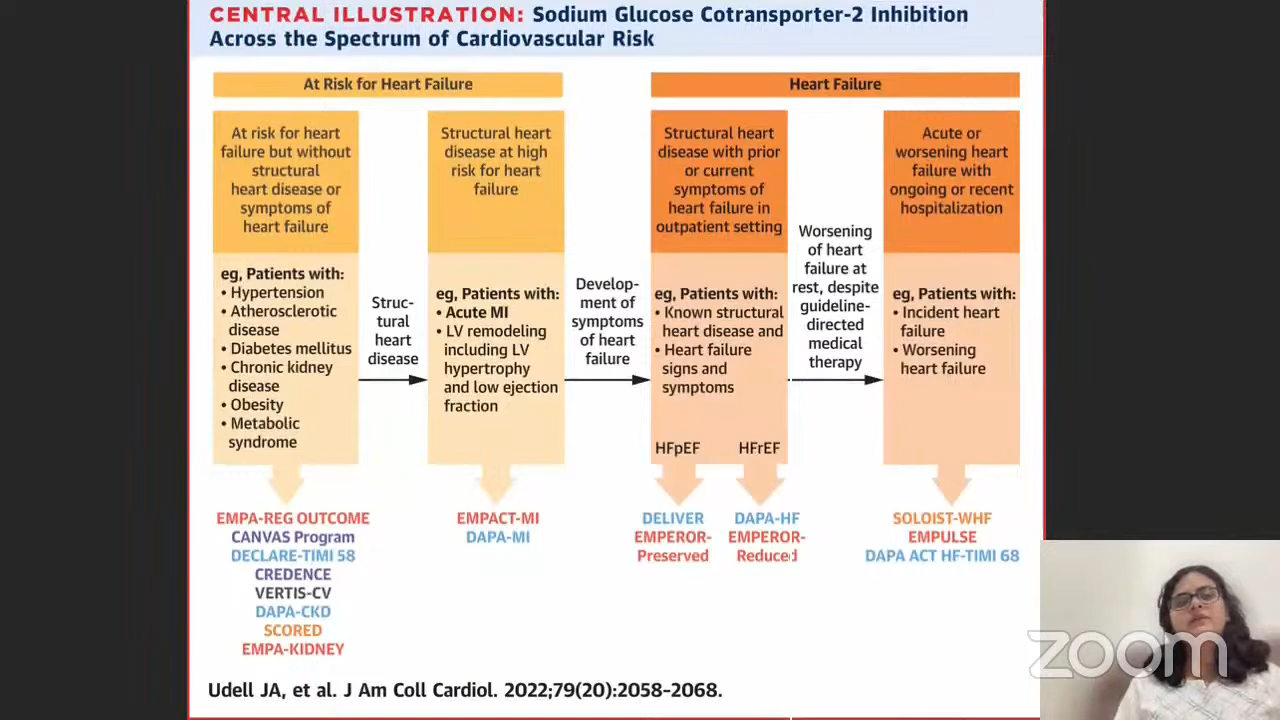 CENTRAL ILLUSTRATION: Sodium Glucose Cotransporter-2 Inhibition
Across the Spectrum of Cardiovascular Risk
At Risk for Heart Failure
Heart Failure
At risk for heart
failure but without
structural
heart disease or
symptoms of
heart failure
eg, Patients with:
• Hypertension
• Atherosclerotic
disease
• Diabetes mellitus
• Chronic kidney
disease
• Obesity
• Metabolic
syndrome
Struc-
tural
heart
disease
Structural heart
disease at high
risk for heart
failure
eg, Patients with:
• Acute MI
• LV remodeling
including LV
hypertrophy
and low ejection
fraction
Develop-
ment of
symptoms
of heart
failure
Structural heart
disease with prior
or current
symptoms of
heart failure in
outpatient setting
eg, Patients with:
• Known structural
heart disease and
• Heart failure
signs and
symptoms
HFpEF
HFrEF
Worsening
of heart
failure at
rest, despite
guideline-
directed
medical
therapy
Acute or
worsening heart
failure with
ongoing or recent
hospitalization
eg, Patients with:
• Incident heart
failure
• Worsening
heart failure
EMPA-REG OUTCOME
CANVAS Program
DECLARE-TIMI 58
CREDENCE
VERTIS-CV
DAPA-CKD
SCORED
EMPA-KIDNEY
EMPACT-MI
DAPA-MI
DELIVER
EMPEROR-
Preserved
DAPA-HF
EMPEROR-
Reduced
SOLOIST-WHF
EMPULSE
DAPA ACT HF-TIMI 68
Udell JA, et al. J Am Coll Cardiol. 2022;79(20):2058–2068.
zoom